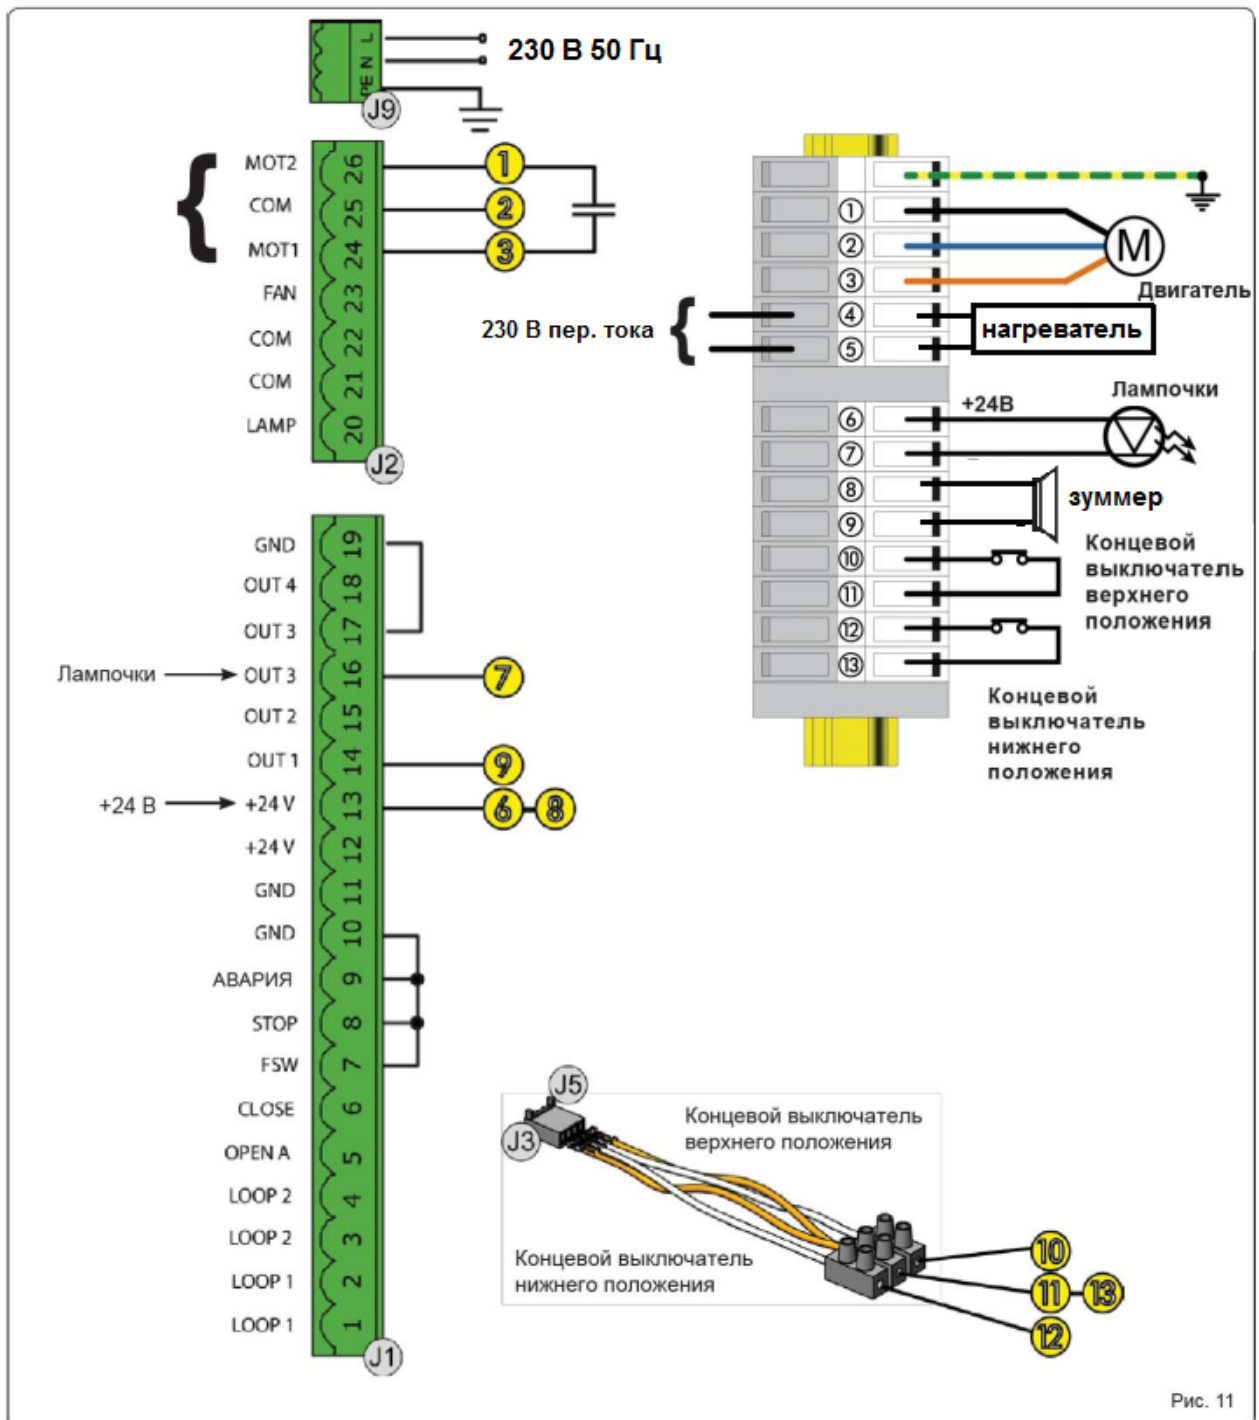 L
N
PE
230 В 50 Гц
J9
MOT2 26 1
COM 25 2
MOT1 24 3
FAN 23
COM 22
COM 21
LAMP 20
J2
1
2
3
M
Двигатель
230 В пер. тока
4
5
нагреватель
Лампочки
+24В
6
7
8
9
зуммер
10
11
Концевой
выключатель
верхнего
положения
12
13
Концевой
выключатель
нижнего
положения
GND 19
OUT 4 18
OUT 3 17
Лампочки OUT 3 16 7
OUT 2 15
OUT 1 14 9
+24 В +24 V 13 6 8
+24 V 12
GND 11
GND 10
АВАРИЯ 9
STOP 8
FSW 7
CLOSE 6
OPEN A 5
LOOP 2 4
LOOP 2 3
LOOP 1 2
LOOP 1 1
J1
J5
J3
Концевой выключатель
верхнего положения
Концевой выключатель
нижнего положения
10
11 13
12
Рис. 11